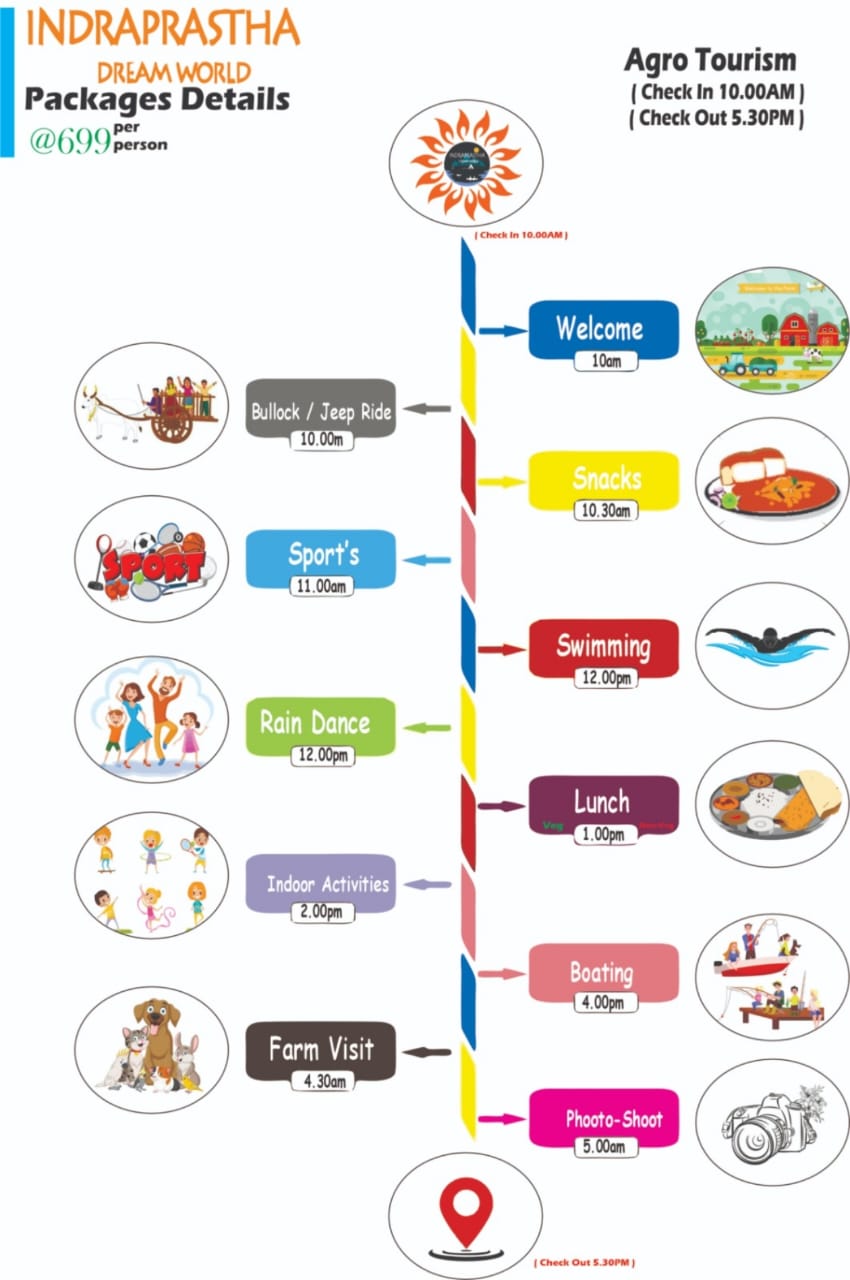 INDRAPRASTHA
DREAM WORLD
Packages Details
@699 per person
Agro Tourism
( Check In 10.00AM )
( Check Out 5.30PM )
INDRAPRASTHA
( Check In 10.00AM )
Welcome
10am
Bullock / Jeep Ride
10.00m
Snacks
10.30am
SPORT
Sport's
11.00am
Swimming
12.00pm
Rain Dance
12.00pm
Lunch
Veg
1.00pm
Indoor Activities
2.00pm
Boating
4.00pm
Farm Visit
4.30am
Phooto-Shoot
5.00am
( Check Out 5.30PM )